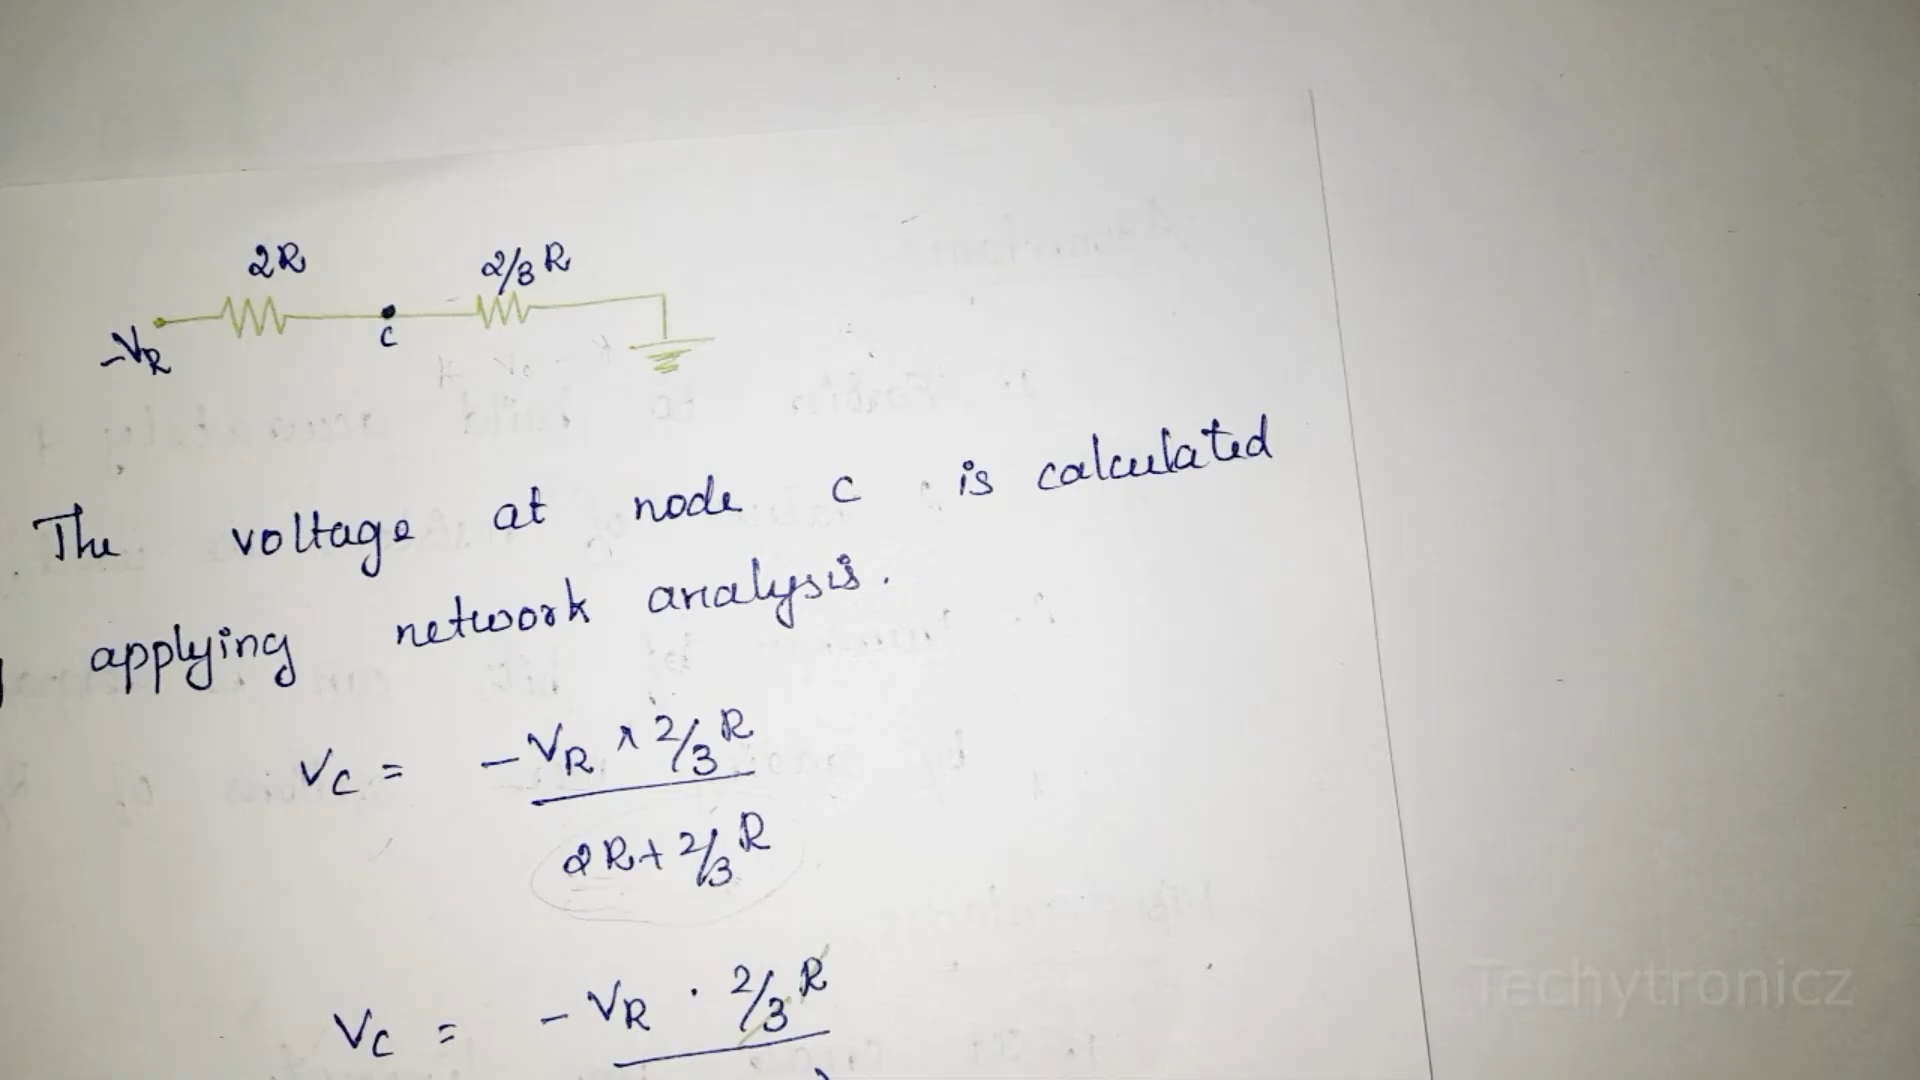 2R
2/3 R
-VR
C
The voltage at node C is calculated
applying network analysis.
VC = -VR × 2/3 R
2R + 2/3 R
VC = -VR . 2/3 R
Techytronicz